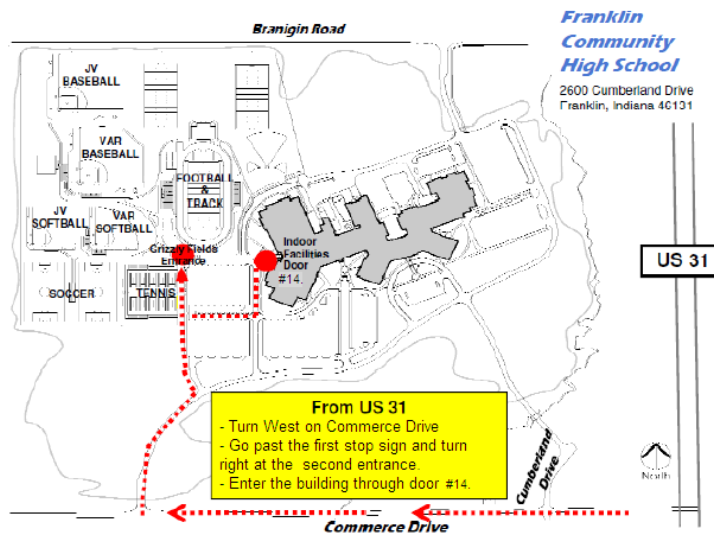 Branigin Road
Franklin
Community
High School
2600 Cumberland Drive
Franklin, Indiana 46131
JV
BASEBALL
VAR
BASEBALL
FOOTBALL
&
TRACK
JV
SOFTBALL
VAR
SOFTBALL
Grizzly Fields
Entrance
Indoor
Facilities
Door
#14.
SOCCER
TENNIS
US 31
From US 31
- Turn West on Commerce Drive
- Go past the first stop sign and turn
right at the second entrance.
- Enter the building through door #14.
Cumberland
Drive
North
Commerce Drive